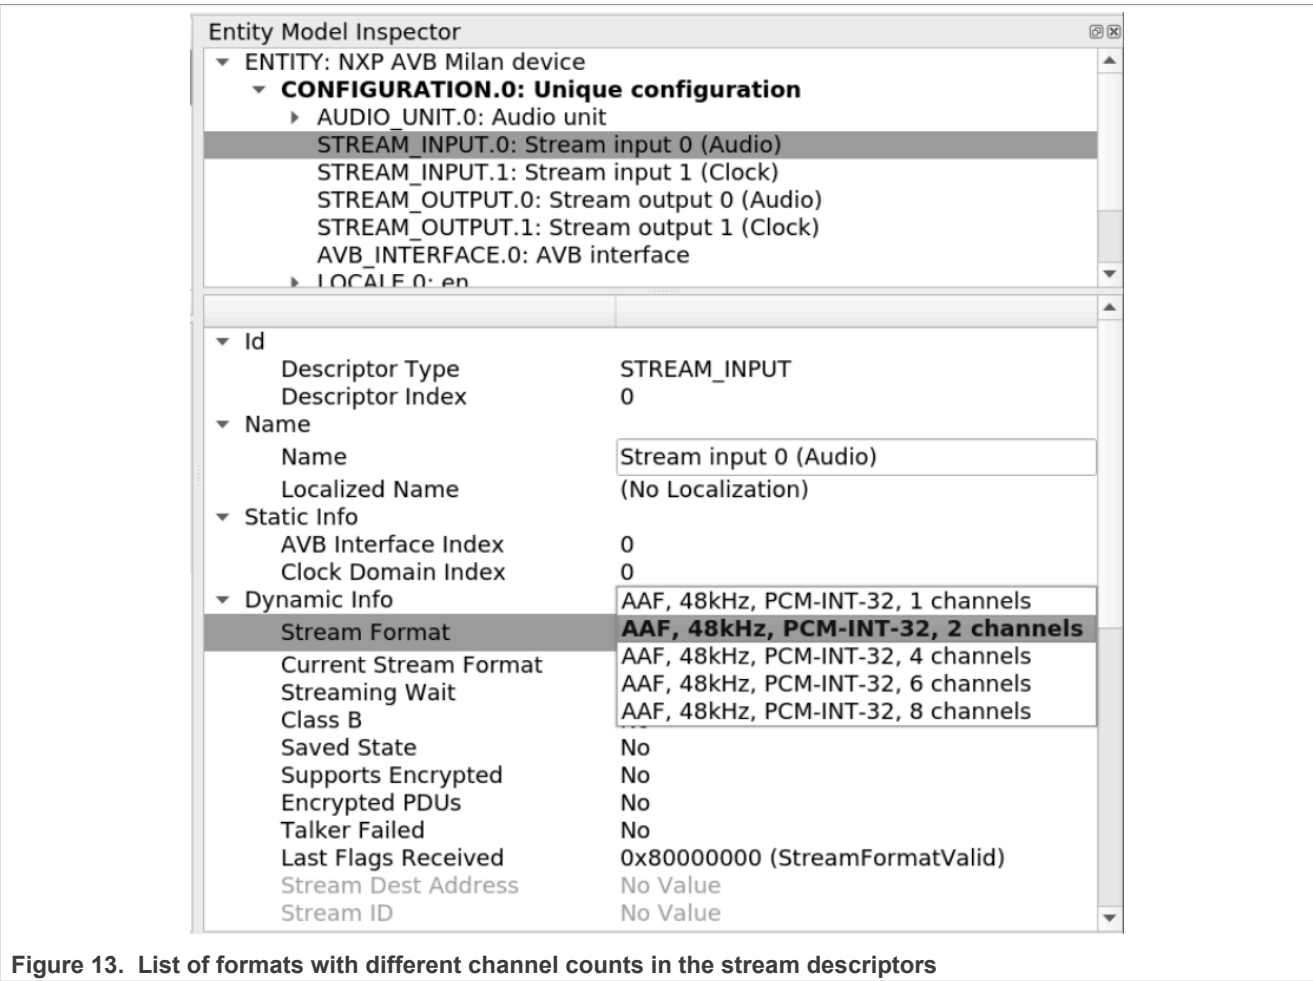 Entity Model Inspector
ENTITY: NXP AVB Milan device
CONFIGURATION.0: Unique configuration
AUDIO_UNIT.0: Audio unit
STREAM_INPUT.0: Stream input 0 (Audio)
STREAM_INPUT.1: Stream input 1 (Clock)
STREAM_OUTPUT.0: Stream output 0 (Audio)
STREAM_OUTPUT.1: Stream output 1 (Clock)
AVB_INTERFACE.0: AVB interface
LOCALE.0: en
Id
Descriptor Type STREAM_INPUT
Descriptor Index 0
Name
Name Stream input 0 (Audio)
Localized Name (No Localization)
Static Info
AVB Interface Index 0
Clock Domain Index 0
Dynamic Info AAF, 48kHz, PCM-INT-32, 1 channels
Stream Format AAF, 48kHz, PCM-INT-32, 2 channels
AAF, 48kHz, PCM-INT-32, 4 channels
Current Stream Format
Streaming Wait AAF, 48kHz, PCM-INT-32, 6 channels
Class B AAF, 48kHz, PCM-INT-32, 8 channels
Saved State No
Supports Encrypted No
Encrypted PDUs No
Talker Failed No
Last Flags Received 0x80000000 (StreamFormatValid)
Stream Dest Address No Value
Stream ID No Value
Figure 13. List of formats with different channel counts in the stream descriptors